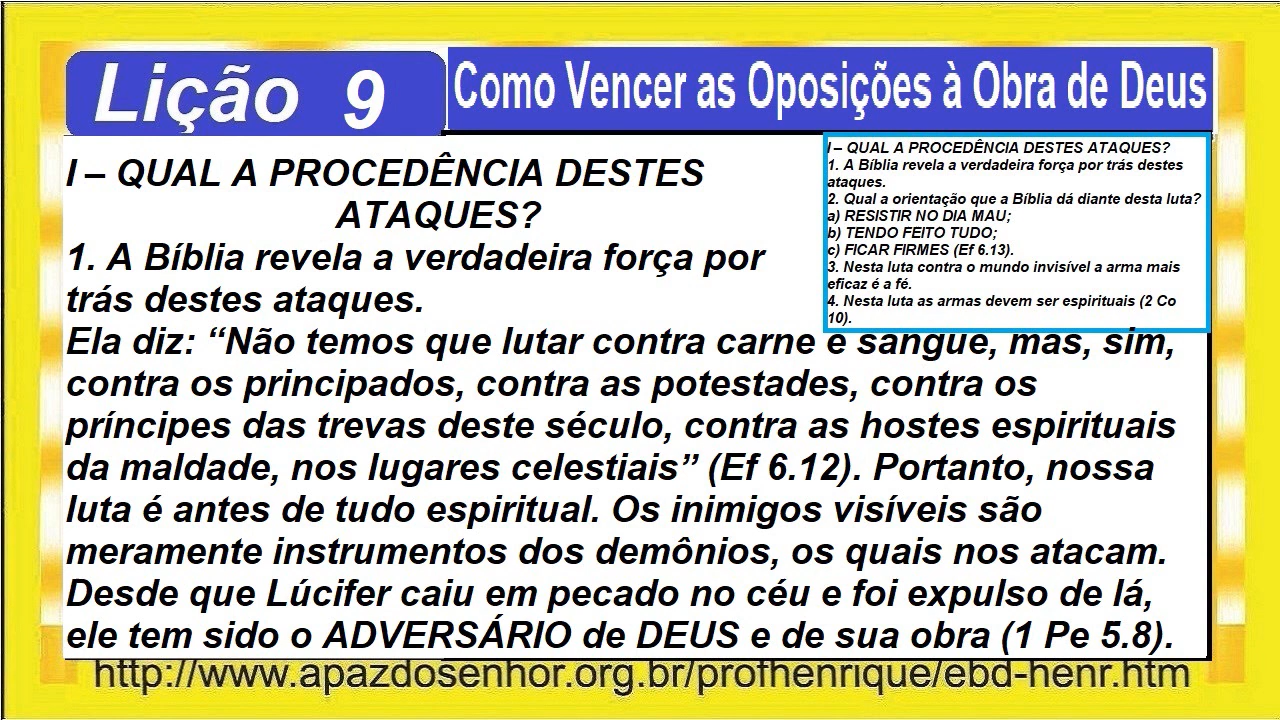 Lição 9
Como Vencer as Oposições à Obra de Deus
I – QUAL A PROCEDÊNCIA DESTES
ATAQUES?
1. A Bíblia revela a verdadeira força por
trás destes ataques.
I – QUAL A PROCEDÊNCIA DESTES ATAQUES?
1. A Bíblia revela a verdadeira força por trás destes
ataques.
2. Qual a orientação que a Bíblia dá diante desta luta?
a) RESISTIR NO DIA MAU;
b) TENDO FEITO TUDO;
c) FICAR FIRMES (Ef 6.13).
3. Nesta luta contra o mundo invisível a arma mais
eficaz é a fé.
4. Nesta luta as armas devem ser espirituais (2 Co
10).
Ela diz: “Não temos que lutar contra carne e sangue, mas, sim,
contra os principados, contra as potestades, contra os
príncipes das trevas deste século, contra as hostes espirituais
da maldade, nos lugares celestiais” (Ef 6.12). Portanto, nossa
luta é antes de tudo espiritual. Os inimigos visíveis são
meramente instrumentos dos demônios, os quais nos atacam.
Desde que Lúcifer caiu em pecado no céu e foi expulso de lá,
ele tem sido o ADVERSÁRIO de DEUS e de sua obra (1 Pe 5.8).
http://www.apazdosenhor.org.br/profhenrique/ebd-henr.htm